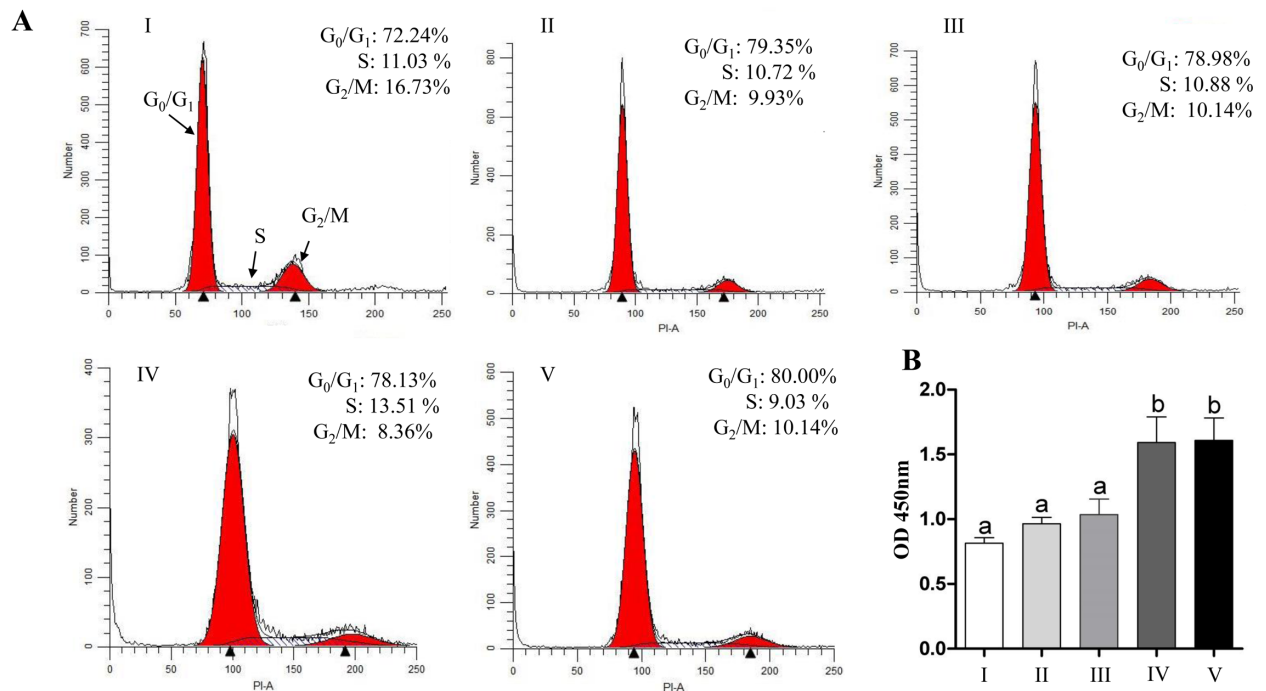 A
I
G0/G1: 72.24%
S: 11.03 %
G2/M: 16.73%
G0/G1
S
G2/M
Number
0 100 200 300 400 500 600 700
0 50 100 150 200 250
II
G0/G1: 79.35%
S: 10.72 %
G2/M: 9.93%
Number
0 200 400 600 800
0 50 100 150 200 250
PI-A
III
G0/G1: 78.98%
S: 10.88 %
G2/M: 10.14%
Number
0 100 200 300 400 500 600 700
0 50 100 150 200 250
PI-A
IV
G0/G1: 78.13%
S: 13.51 %
G2/M: 8.36%
Number
0 100 200 300 400
0 50 100 150 200 250
PI-A
V
G0/G1: 80.00%
S: 9.03 %
G2/M: 10.14%
Number
0 100 200 300 400 500 600
0 50 100 150 200 250
PI-A
B
OD 450nm
2.0
1.5
1.0
0.5
0.0
a a a b b
I II III IV V